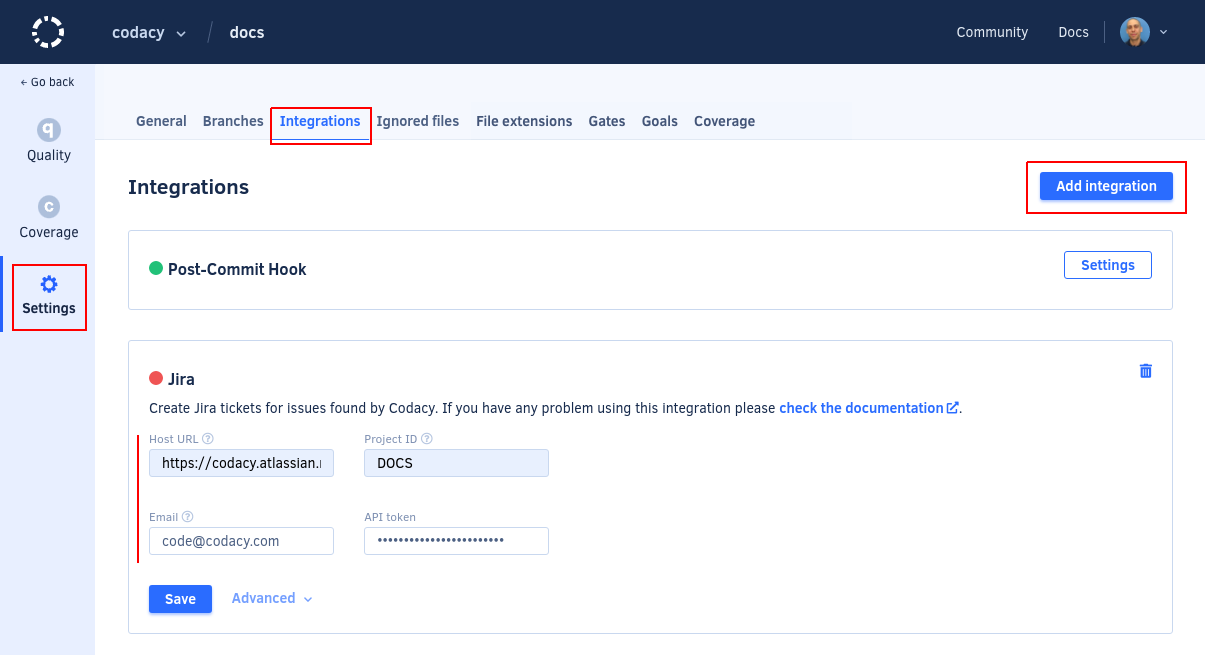 codacy / docs
Community Docs
← Go back
Quality
Coverage
Settings
General Branches Integrations Ignored files File extensions Gates Goals Coverage
Integrations
Add integration
Post-Commit Hook
Settings
Jira
Create Jira tickets for issues found by Codacy. If you have any problem using this integration please check the documentation.
Host URL ? Project ID ?
https://codacy.atlassian. DOCS
Email ? API token
code@codacy.com ••••••••••••••••••••••••
Save Advanced